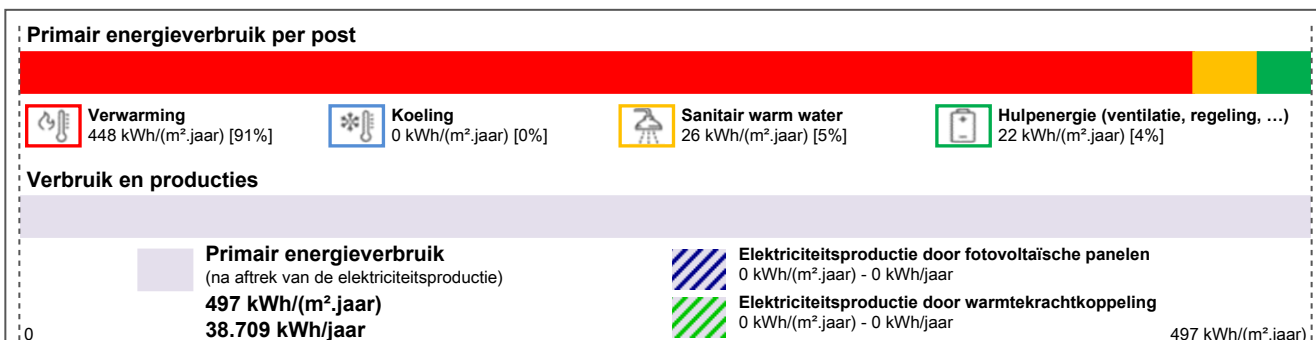 Primair energieverbruik per post
Verwarming
448 kWh/(m².jaar) [91%]
Koeling
0 kWh/(m².jaar) [0%]
Sanitair warm water
26 kWh/(m².jaar) [5%]
Hulpenergie (ventilatie, regeling, …)
22 kWh/(m².jaar) [4%]
Verbruik en producties
Primair energieverbruik
(na aftrek van de elektriciteitsproductie)
497 kWh/(m².jaar)
38.709 kWh/jaar
Elektriciteitsproductie door fotovoltaïsche panelen
0 kWh/(m².jaar) - 0 kWh/jaar
Elektriciteitsproductie door warmtekrachtkoppeling
0 kWh/(m².jaar) - 0 kWh/jaar
0
497 kWh/(m².jaar)